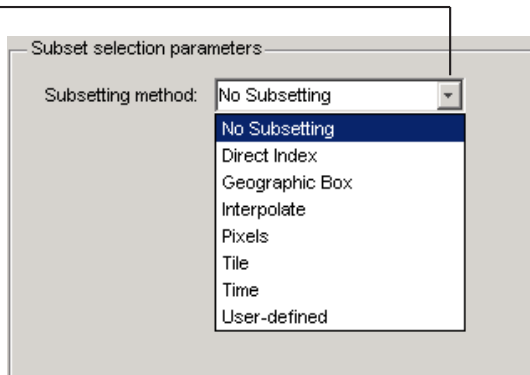 Subset selection parameters
Subsetting method: No Subsetting
No Subsetting
Direct Index
Geographic Box
Interpolate
Pixels
Tile
Time
User-defined